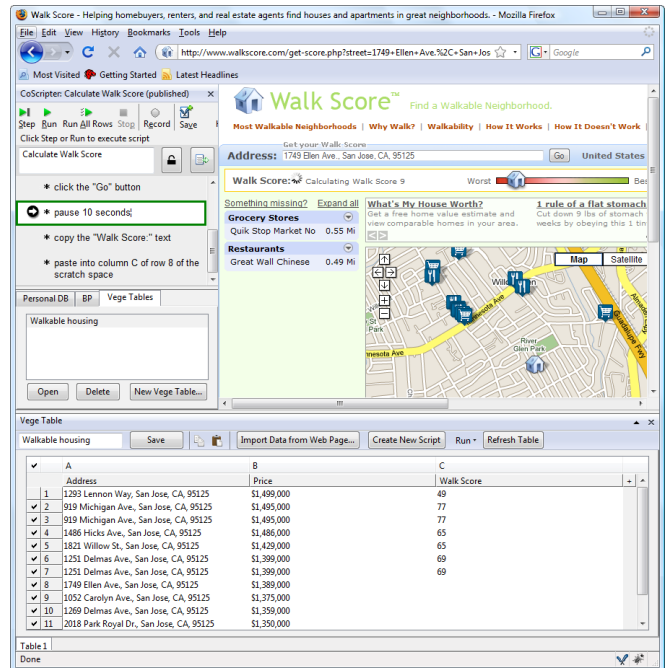 Walk Score - Helping homebuyers, renters, and real estate agents find houses and apartments in great neighborhoods. - Mozilla Firefox
File Edit View History Bookmarks Tools Help
http://www.walkscore.com/get-score.php?street=1749+Ellen+Ave.%2C+San+Jos
G Google
Most Visited Getting Started Latest Headlines
CoScripter: Calculate Walk Score (published) x
Step Run Run All Rows Stop Record Save
Click Step or Run to execute script
Calculate Walk Score
* click the "Go" button
* pause 10 seconds
* copy the "Walk Score:" text
* paste into column C of row 8 of the
scratch space
Personal DB BP Vege Tables
Walkable housing
Open Delete New Vege Table...
Walk Score™ Find a Walkable Neighborhood.
Most Walkable Neighborhoods | Why Walk? | Walkability | How It Works | How It Doesn't Work |
Get your Walk Score
Address: 1749 Ellen Ave., San Jose, CA, 95125 Go United States
Walk Score: Calculating Walk Score 9 Worst Bes
Something missing? Expand all
Grocery Stores
Quik Stop Market No 0.55 Mi
Restaurants
Great Wall Chinese 0.49 Mi
What's My House Worth?
Get a free home value estimate and
view comparable homes in your area.
1 rule of a flat stomach
Cut down 9 lbs of stomach
weeks by obeying this 1 tin
Map Satellite
Park
River
Glen Park
nnesota Ave
Minnesota Ave
Guadalupe Fwy
Vege Table
Walkable housing Save Import Data from Web Page... Create New Script Run Refresh Table
A B C
Address Price Walk Score +
1 1293 Lennon Way, San Jose, CA, 95125 $1,499,000 49
2 919 Michigan Ave., San Jose, CA, 95125 $1,495,000 77
3 919 Michigan Ave., San Jose, CA, 95125 $1,495,000 77
4 1486 Hicks Ave., San Jose, CA, 95125 $1,486,000 65
5 1821 Willow St., San Jose, CA, 95125 $1,429,000 65
6 1251 Delmas Ave., San Jose, CA, 95125 $1,399,000 69
7 1251 Delmas Ave., San Jose, CA, 95125 $1,399,000 69
8 1749 Ellen Ave., San Jose, CA, 95125 $1,389,000
9 1052 Carolyn Ave., San Jose, CA, 95125 $1,375,000
10 1269 Delmas Ave., San Jose, CA, 95125 $1,359,000
11 2018 Park Royal Dr., San Jose, CA, 95125 $1,350,000
Table1
Done